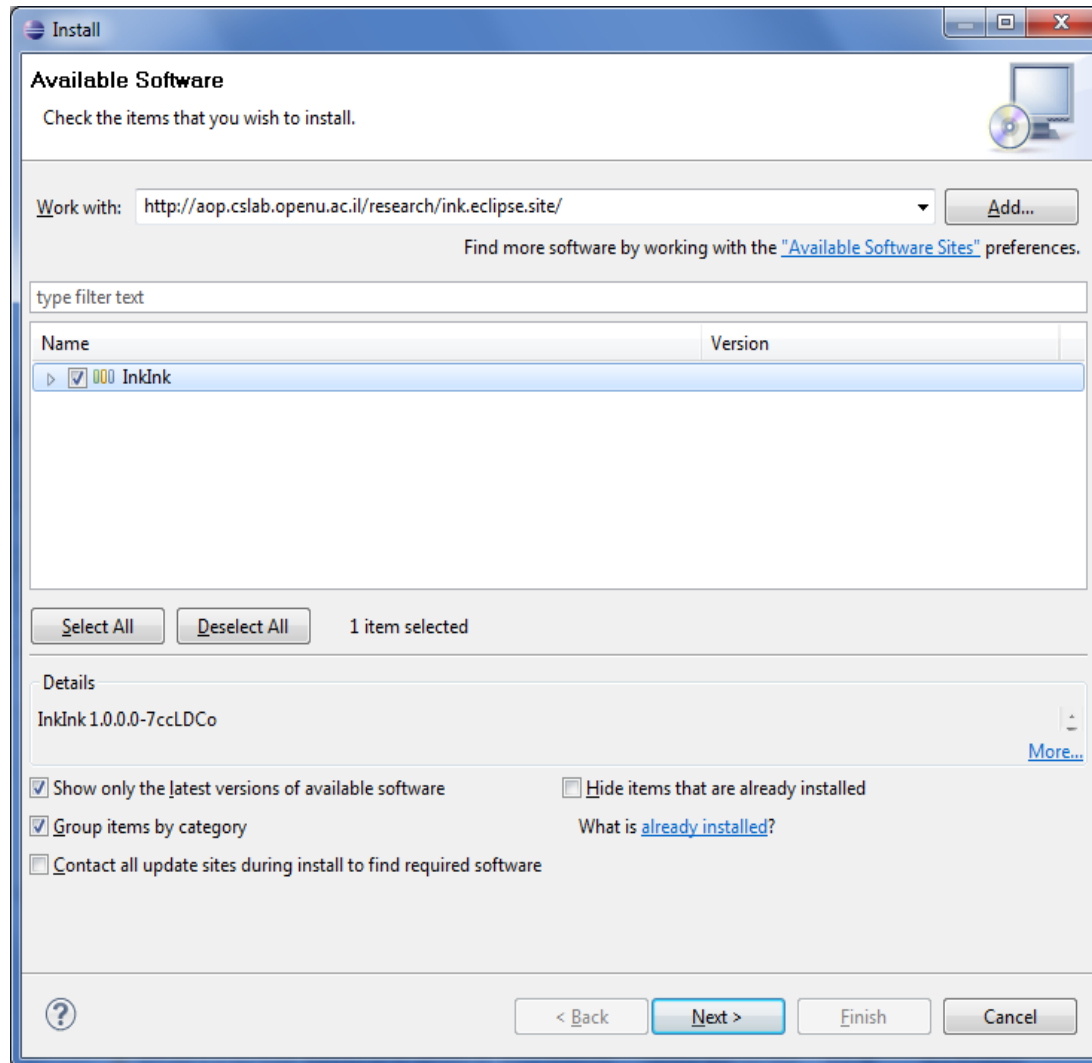 Install
Available Software
Check the items that you wish to install.
Work with: http://aop.cslab.openu.ac.il/research/ink.eclipse.site/ Add...
Find more software by working with the "Available Software Sites" preferences.
type filter text
Name Version
InkInk
Select All Deselect All 1 item selected
Details
InkInk 1.0.0.0-7ccLDCo
More...
Show only the latest versions of available software Hide items that are already installed
Group items by category What is already installed?
Contact all update sites during install to find required software
? < Back Next > Finish Cancel